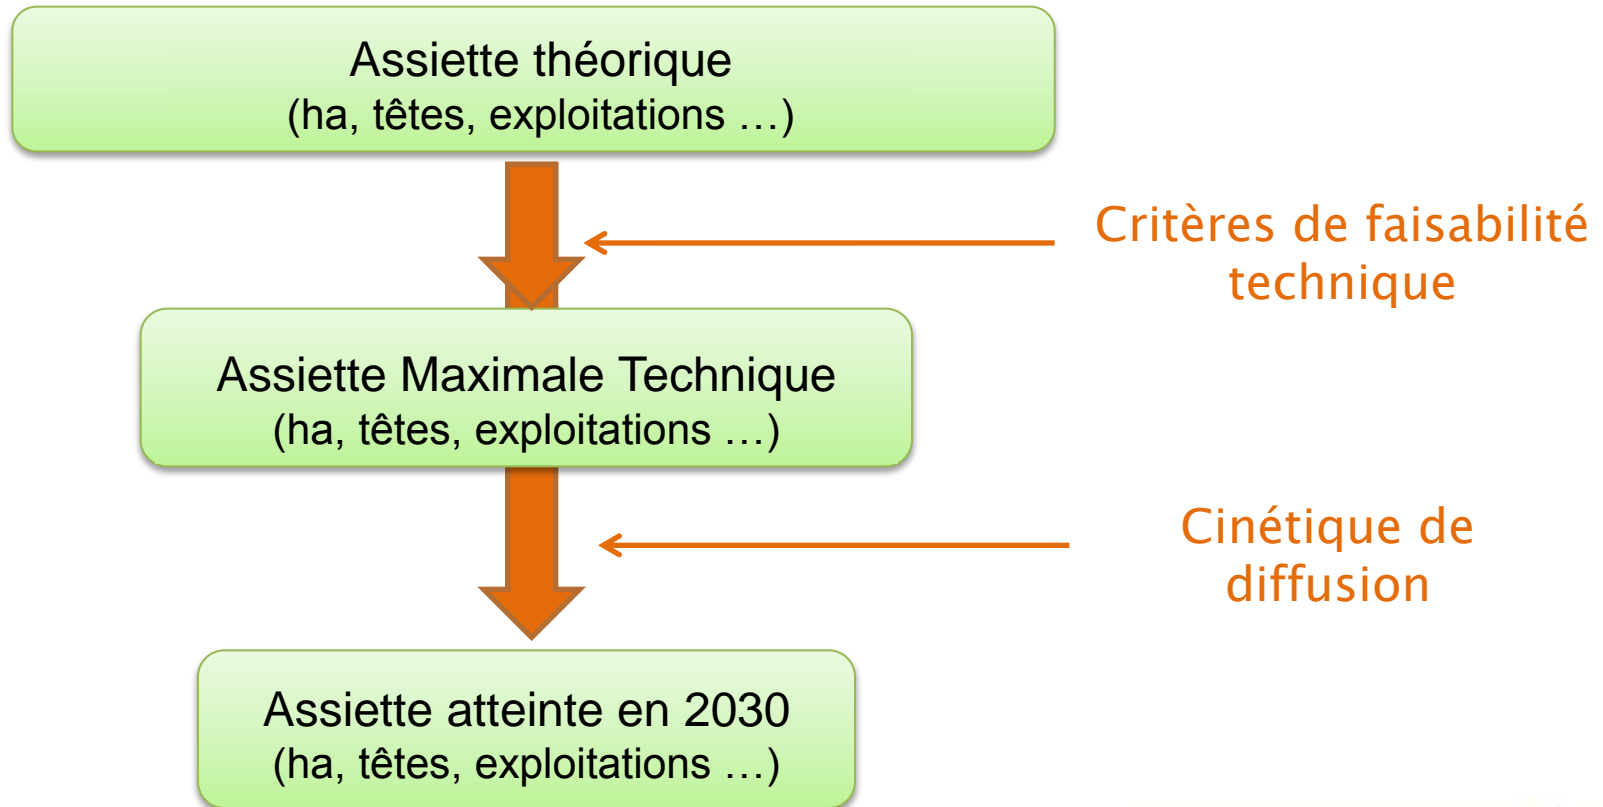 Assiette théorique
(ha, têtes, exploitations …)
Critères de faisabilité
technique
Assiette Maximale Technique
(ha, têtes, exploitations …)
Cinétique de
diffusion
Assiette atteinte en 2030
(ha, têtes, exploitations …)